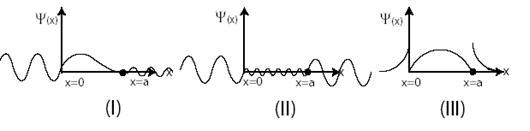 Ψ(x) Ψ(x) Ψ(x)
x=0 x=a x x=0 x=a x x=0 x=a x
(I) (II) (III)